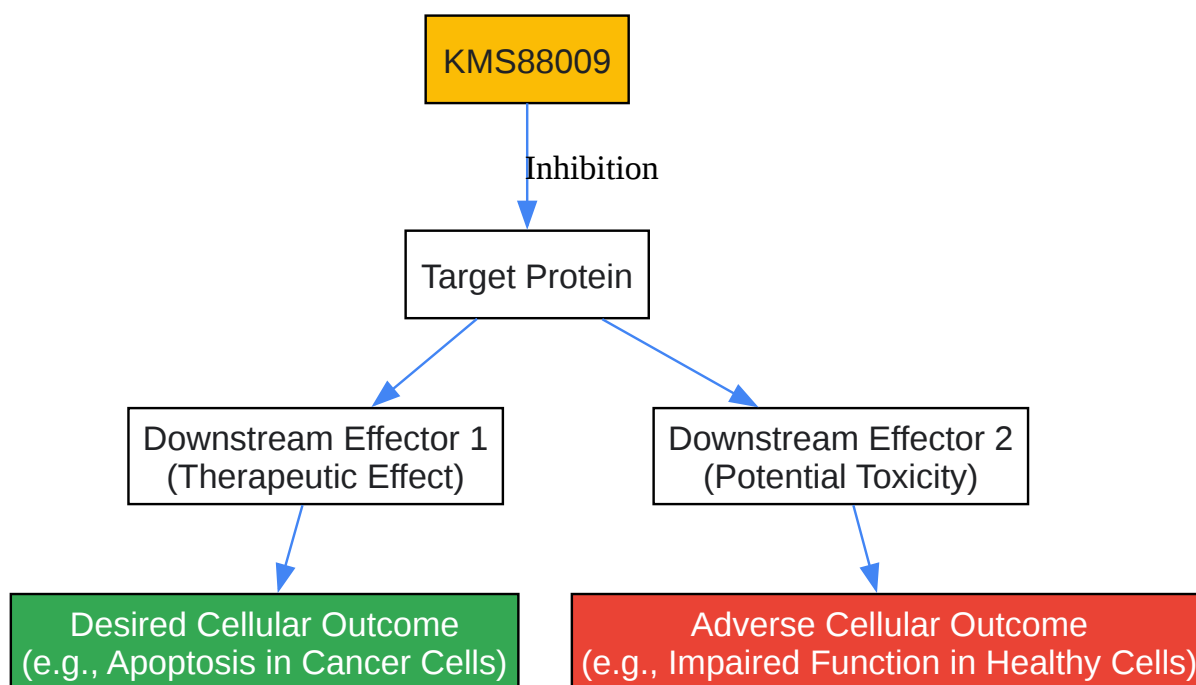 KMS88009
Inhibition
Target Protein
Downstream Effector 1
(Therapeutic Effect)
Downstream Effector 2
(Potential Toxicity)
Desired Cellular Outcome
(e.g., Apoptosis in Cancer Cells)
Adverse Cellular Outcome
(e.g., Impaired Function in Healthy Cells)